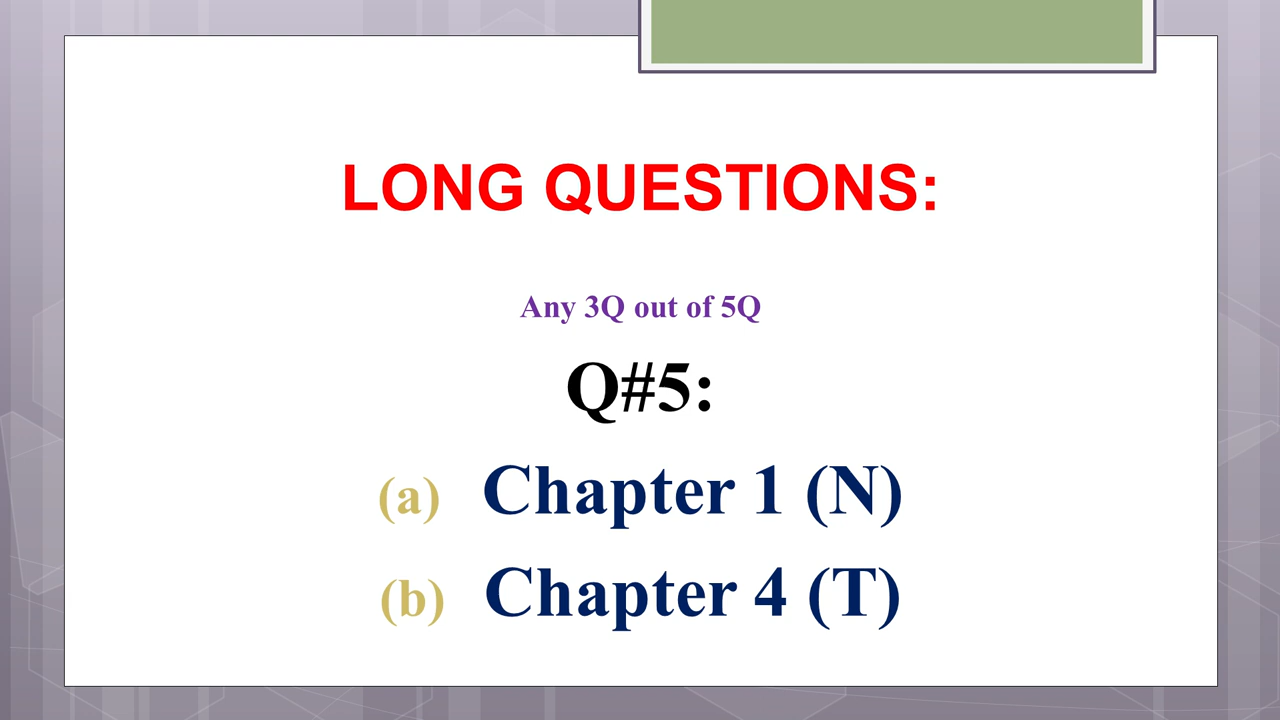 LONG QUESTIONS:
Any 3Q out of 5Q
Q#5:
(a) Chapter 1 (N)
(b) Chapter 4 (T)